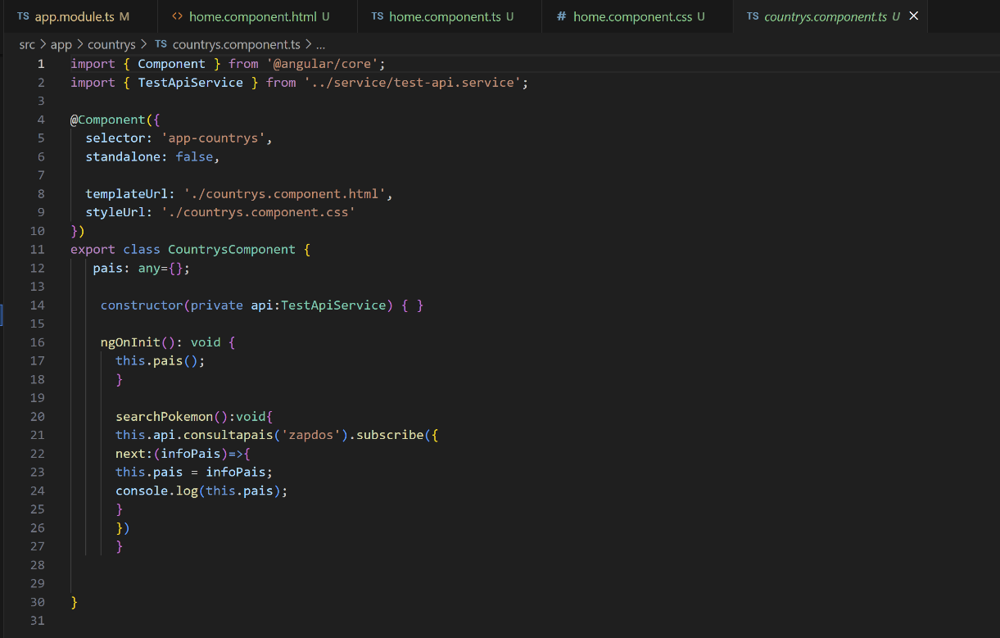 TS app.module.ts M <> home.component.html U TS home.component.ts U # home.component.css U TS countrys.component.ts U ×
src > app > countrys > TS countrys.component.ts > ...
1 import { Component } from '@angular/core';
2 import { TestApiService } from '../service/test-api.service';
3
4 @Component({
5 selector: 'app-countrys',
6 standalone: false,
7
8 templateUrl: './countrys.component.html',
9 styleUrl: './countrys.component.css'
10 })
11 export class CountrysComponent {
12 pais: any={};
13
14 constructor(private api:TestApiService) { }
15
16 ngOnInit(): void {
17 this.pais();
18 }
19
20 searchPokemon():void{
21 this.api.consultapais('zapdos').subscribe({
22 next:(infoPais)=>{
23 this.pais = infoPais;
24 console.log(this.pais);
25 }
26 })
27 }
28
29
30 }
31